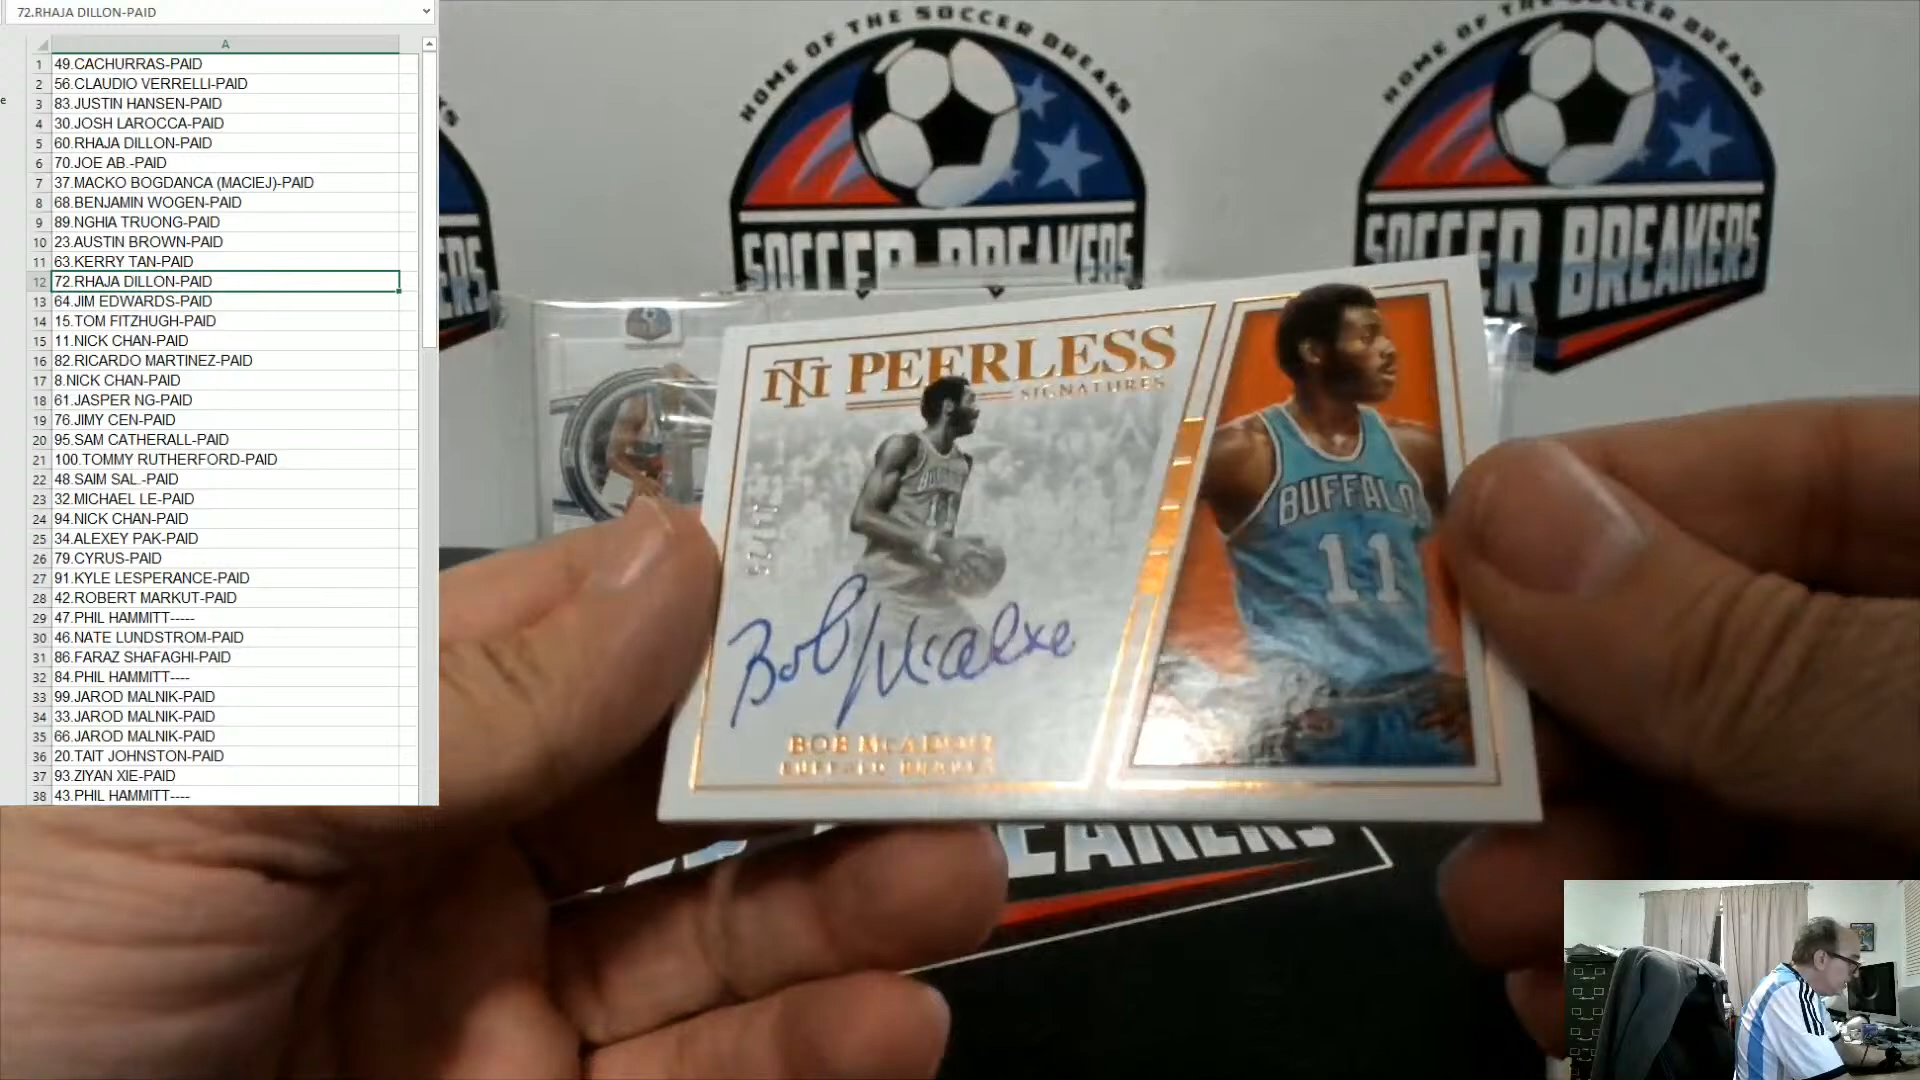 72.RHAJA DILLON-PAID
A
1 49.CACHURRAS-PAID
2 56.CLAUDIO VERRELLI-PAID
3 83.JUSTIN HANSEN-PAID
4 30.JOSH LAROCCA-PAID
5 60.RHAJA DILLON-PAID
6 70.JOE AB.-PAID
7 37.MACKO BOGDANCA (MACIEJ)-PAID
8 68.BENJAMIN WOGEN-PAID
9 89.NGHIA TRUONG-PAID
10 23.AUSTIN BROWN-PAID
11 63.KERRY TAN-PAID
12 72.RHAJA DILLON-PAID
13 64.JIM EDWARDS-PAID
14 15.TOM FITZHUGH-PAID
15 11.NICK CHAN-PAID
16 82.RICARDO MARTINEZ-PAID
17 8.NICK CHAN-PAID
18 61.JASPER NG-PAID
19 76.JIMY CEN-PAID
20 95.SAM CATHERALL-PAID
21 100.TOMMY RUTHERFORD-PAID
22 48.SAIM SAL.-PAID
23 32.MICHAEL LE-PAID
24 94.NICK CHAN-PAID
25 34.ALEXEY PAK-PAID
26 79.CYRUS-PAID
27 91.KYLE LESPERANCE-PAID
28 42.ROBERT MARKUT-PAID
29 47.PHIL HAMMITT-----
30 46.NATE LUNDSTROM-PAID
31 86.FARAZ SHAFAGHI-PAID
32 84.PHIL HAMMITT----
33 99.JAROD MALNIK-PAID
34 33.JAROD MALNIK-PAID
35 66.JAROD MALNIK-PAID
36 20.TAIT JOHNSTON-PAID
37 93.ZIYAN XIE-PAID
38 43.PHIL HAMMITT----
HOME OF THE SOCCER BREAKS
SOCCER BREAKERS
HOME OF THE SOCCER BREAKS
SOCCER BREAKERS
NT PEERLESS
SIGNATURES
BUFFALO
11
Bob McAdoo
BOB McADOO
BUFFALO BRAVES